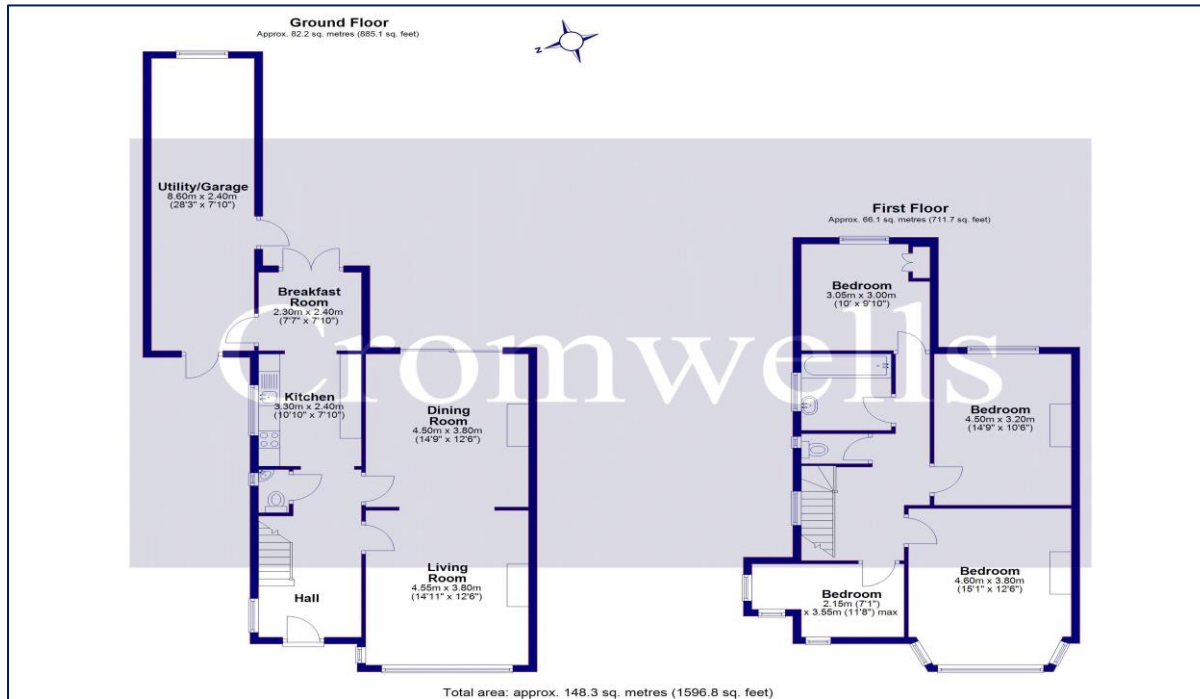 Ground Floor
Approx. 82.2 sq. metres (885.1 sq. feet)
N
Utility/Garage
8.60m x 2.40m
(28'3" x 7'10")
Breakfast
Room
2.30m x 2.40m
(7'7" x 7'10")
Kitchen
3.30m x 2.40m
(10'10" x 7'10")
Dining
Room
4.50m x 3.80m
(14'9" x 12'6")
Living
Room
4.55m x 3.80m
(14'11" x 12'6")
Hall
Cromwells
First Floor
Approx. 66.1 sq. metres (711.7 sq. feet)
Bedroom
3.05m x 3.00m
(10' x 9'10")
Bedroom
4.50m x 3.20m
(14'9" x 10'6")
Bedroom
4.60m x 3.80m
(15'1" x 12'6")
Bedroom
2.15m (7'1")
x 3.55m (11'8") max
Total area: approx. 148.3 sq. metres (1596.8 sq. feet)